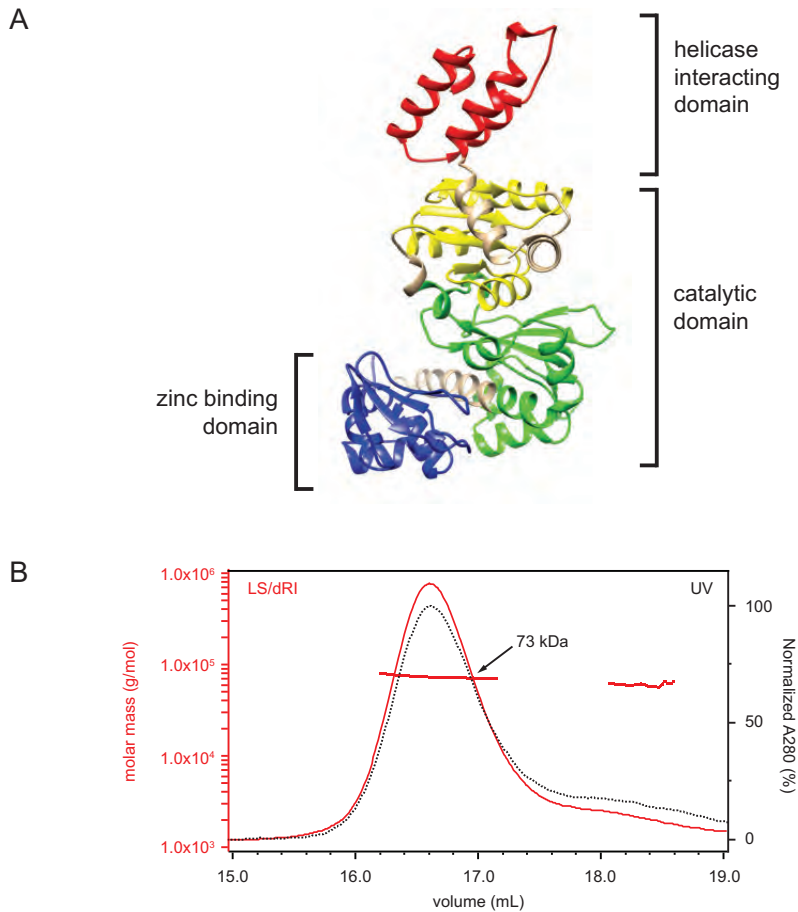 A
helicase
interacting
domain
catalytic
domain
zinc binding
domain
B
LS/dRI
UV
73 kDa
1.0x10⁶
1.0x10⁵
1.0x10⁴
1.0x10³
molar mass (g/mol)
100
50
0
Normalized A280 (%)
15.0 16.0 17.0 18.0 19.0
volume (mL)